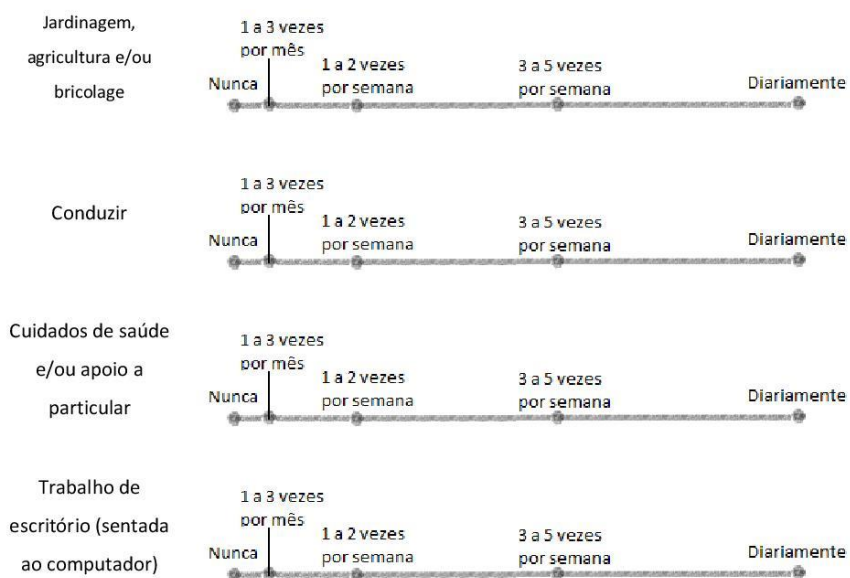 Jardinagem,
agricultura e/ou
bricolage
1 a 3 vezes
por mês
Nunca
1 a 2 vezes
por semana
3 a 5 vezes
por semana
Diariamente
Conduzir
1 a 3 vezes
por mês
Nunca
1 a 2 vezes
por semana
3 a 5 vezes
por semana
Diariamente
Cuidados de saúde
e/ou apoio a
particular
1 a 3 vezes
por mês
Nunca
1 a 2 vezes
por semana
3 a 5 vezes
por semana
Diariamente
Trabalho de
escritório (sentada
ao computador)
1 a 3 vezes
por mês
Nunca
1 a 2 vezes
por semana
3 a 5 vezes
por semana
Diariamente